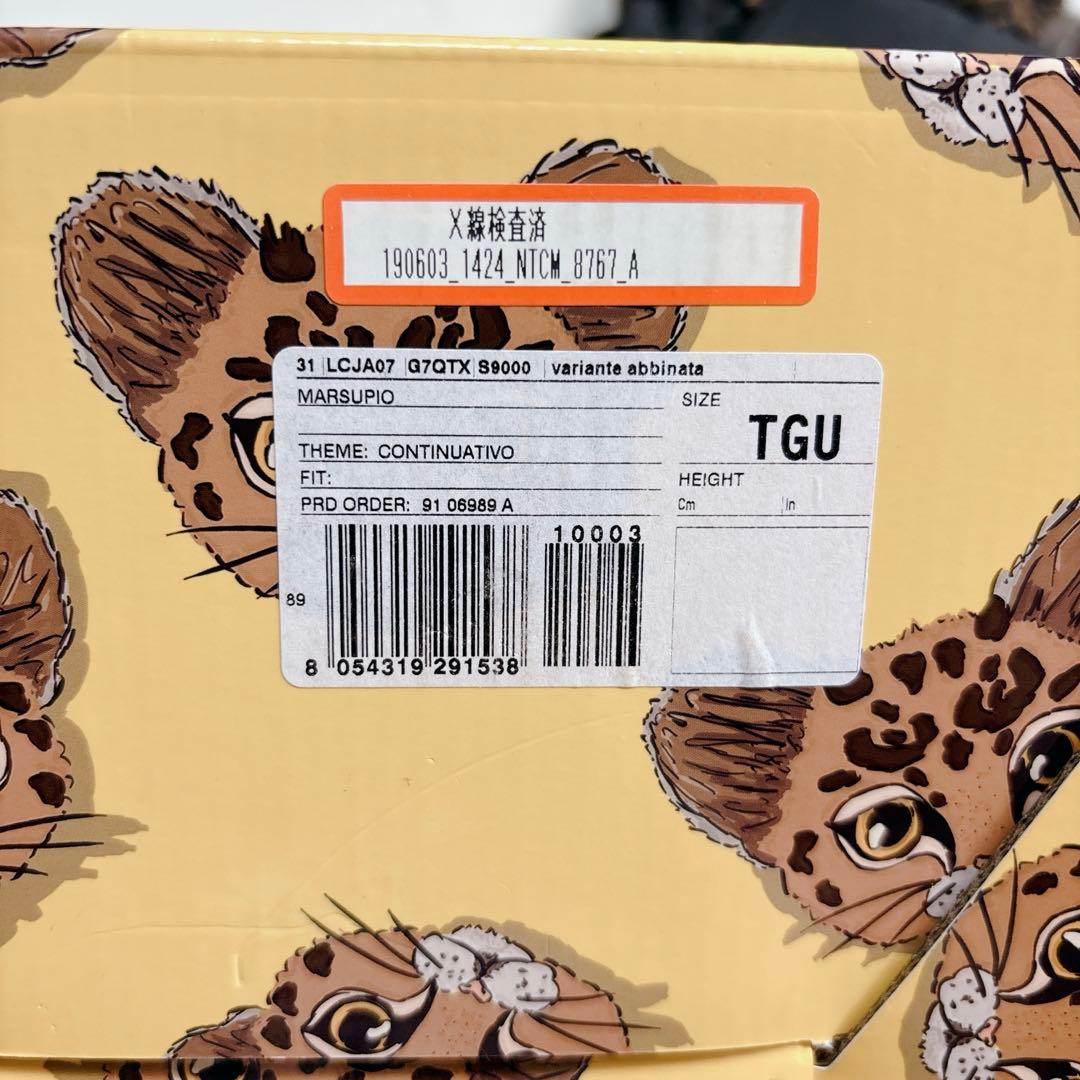 X線検査済
190603_1424_NTCM_8767_A
31 LCJA07 G7QTX S9000 variante abbinata
MARSUPIO
SIZE
TGU
THEME: CONTINUATIVO
FIT:
HEIGHT
PRD ORDER: 91 06989 A
Cm In
10003
89
8 054319 291538